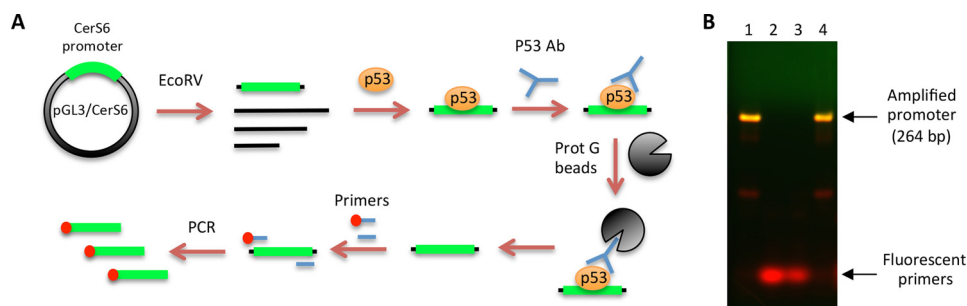 A
CerS6
promoter
pGL3/CerS6
EcoRV
p53
p53
P53 Ab
p53
Prot G
beads
p53
Primers
PCR
B
1 2 3 4
Amplified
promoter
(264 bp)
Fluorescent
primers